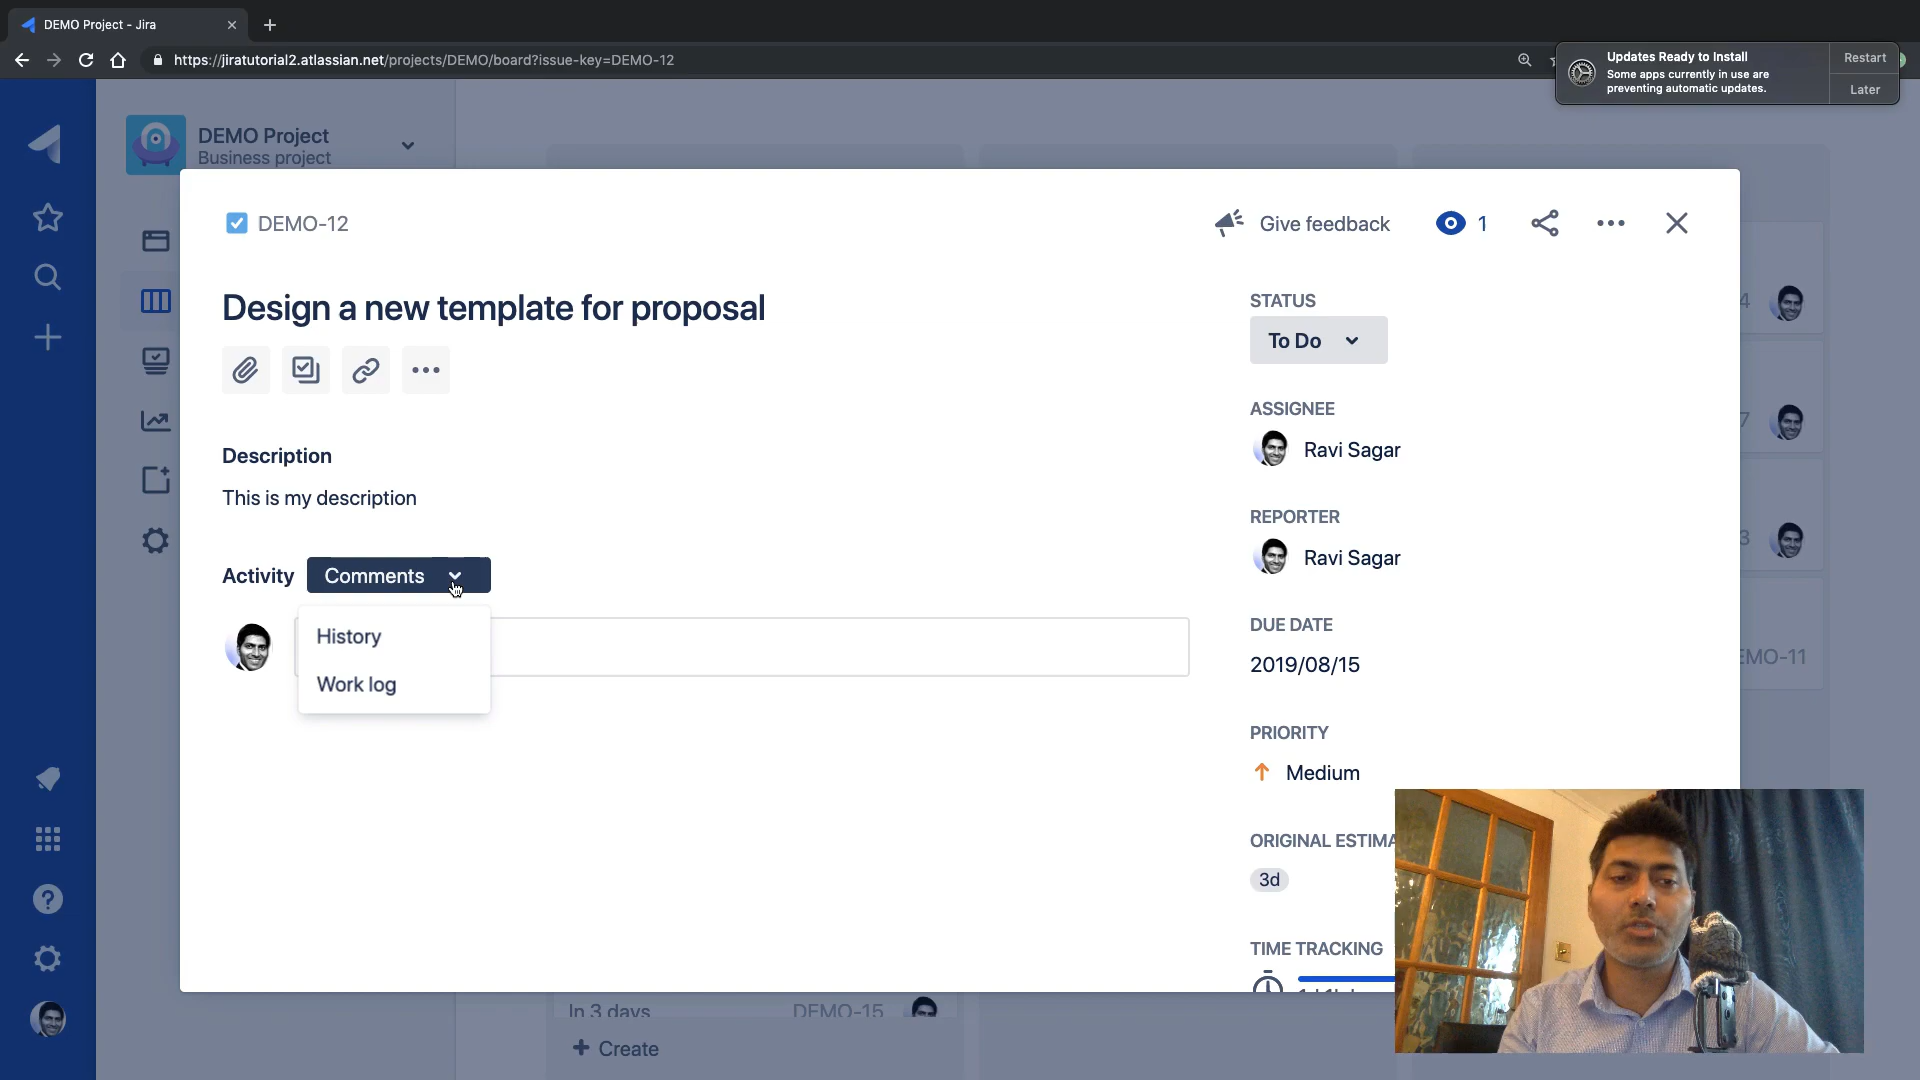 DEMO Project - Jira
https://jiratutorial2.atlassian.net/projects/DEMO/board?issue-key=DEMO-12
Updates Ready to Install
Some apps currently in use are
preventing automatic updates.
Restart
Later
DEMO Project
Business project
DEMO-12
Give feedback
1
Design a new template for proposal
Description
This is my description
Activity
Comments
History
Work log
STATUS
To Do
ASSIGNEE
Ravi Sagar
REPORTER
Ravi Sagar
DUE DATE
2019/08/15
PRIORITY
Medium
ORIGINAL
3d
TIME TRACKING
4
7
3
In 3 days
DEMO-15
Create